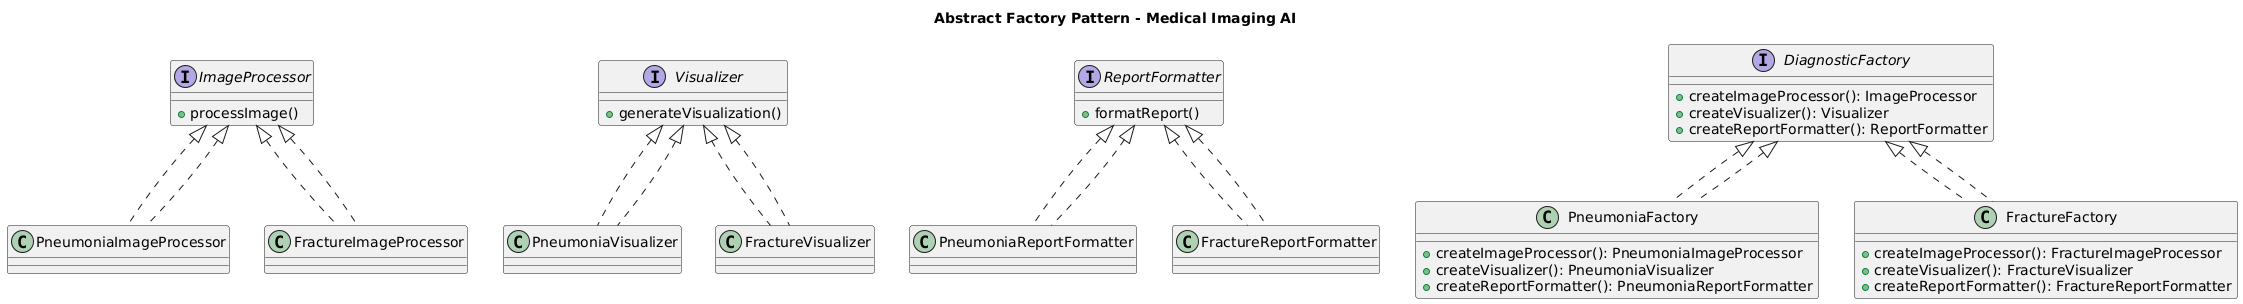 Abstract Factory Pattern - Medical Imaging AI
I ImageProcessor
processImage()
I Visualizer
generateVisualization()
I ReportFormatter
formatReport()
I DiagnosticFactory
createImageProcessor(): ImageProcessor
createVisualizer(): Visualizer
createReportFormatter(): ReportFormatter
C PneumoniaImageProcessor
C FractureImageProcessor
C PneumoniaVisualizer
C FractureVisualizer
C PneumoniaReportFormatter
C FractureReportFormatter
C PneumoniaFactory
createImageProcessor(): PneumoniaImageProcessor
createVisualizer(): PneumoniaVisualizer
createReportFormatter(): PneumoniaReportFormatter
C FractureFactory
createImageProcessor(): FractureImageProcessor
createVisualizer(): FractureVisualizer
createReportFormatter(): FractureReportFormatter